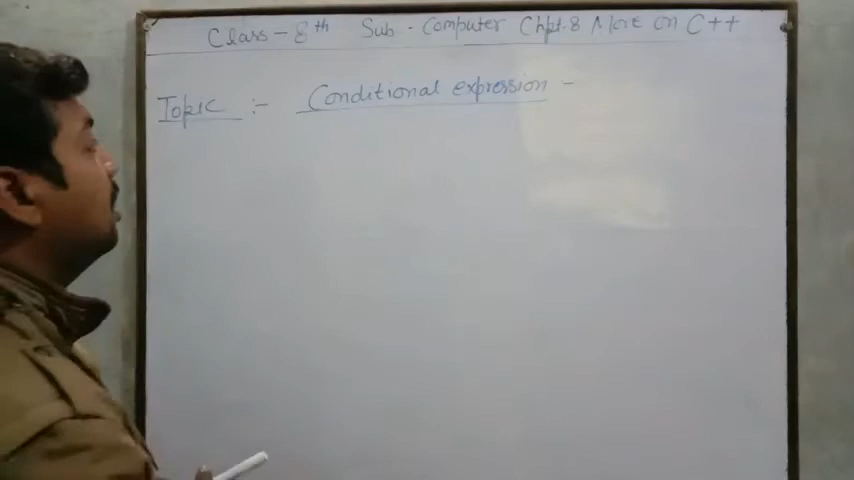 Class - 8th Sub - Computer Chpt. 8 More on C++
Topic :- Conditional expression -